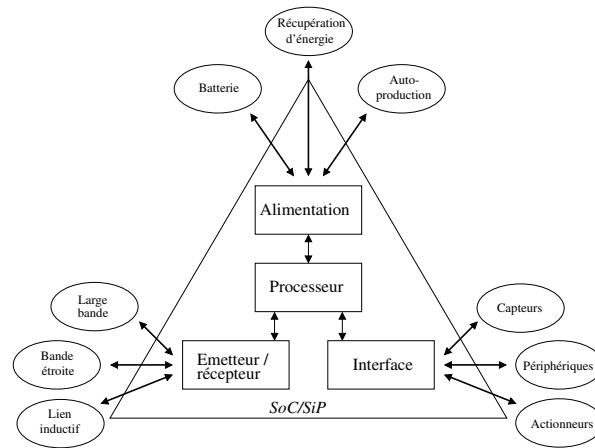 Récupération
d'énergie
Batterie
Auto-
production
Alimentation
Processeur
Large
bande
Capteurs
Bande
étroite
Emetteur /
récepteur
Interface
Périphériques
Lien
inductif
SoC/SiP
Actionneurs